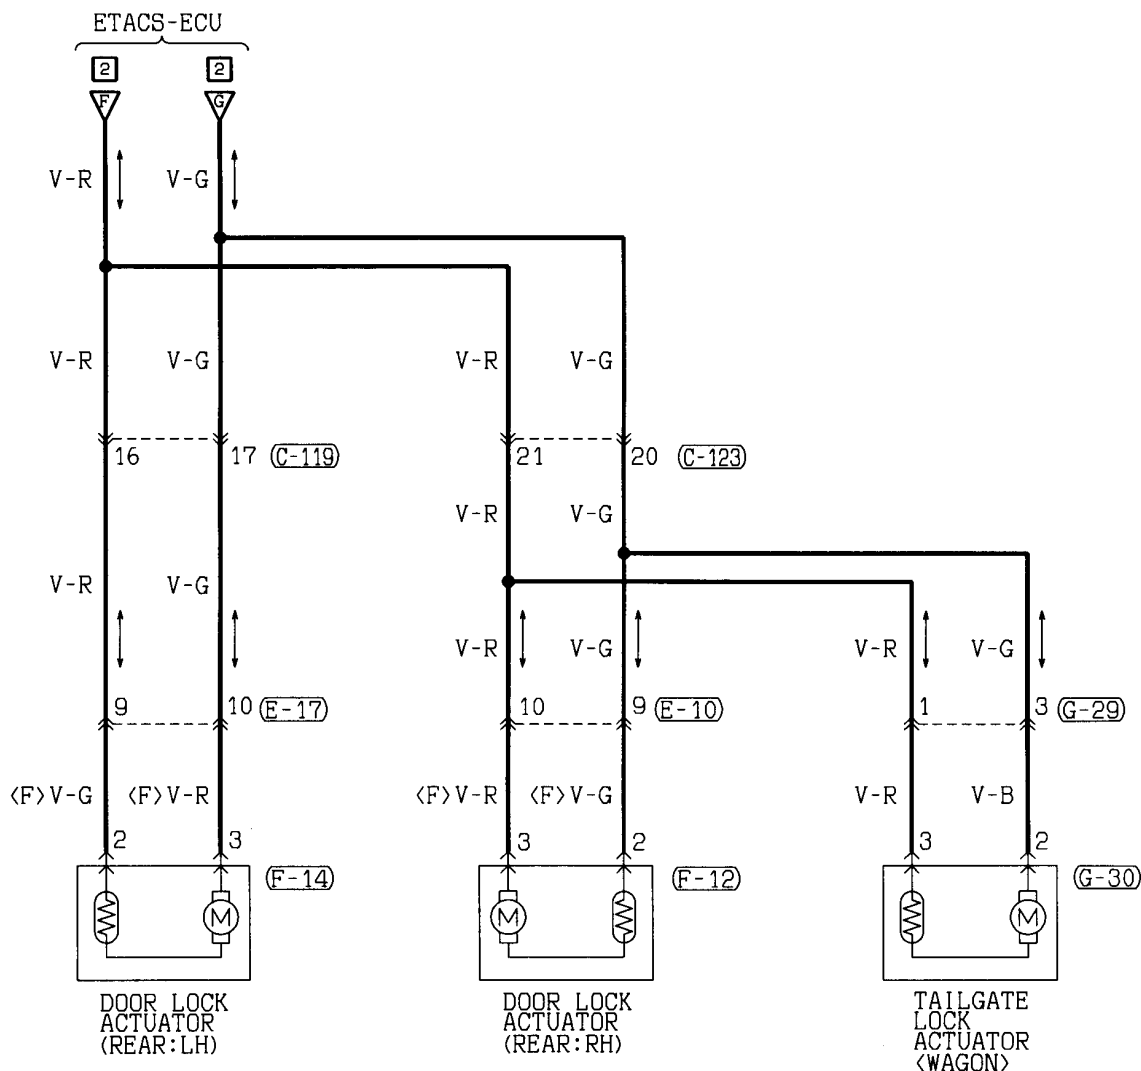 ETACS-ECU
2 2
F G
V-R V-G
V-R V-G V-R V-G
16 17 C-119 21 20 C-123
V-R V-G
V-R V-G
V-R V-G V-R V-G
9 10 E-17 10 9 E-10 1 3 G-29
<F>V-G <F>V-R <F>V-R <F>V-G V-R V-B
2 3 3 2 3 2
F-14 F-12 G-30
M M M
DOOR LOCK
ACTUATOR
(REAR:LH)
DOOR LOCK
ACTUATOR
(REAR:RH)
TAILGATE
LOCK
ACTUATOR
<WAGON>